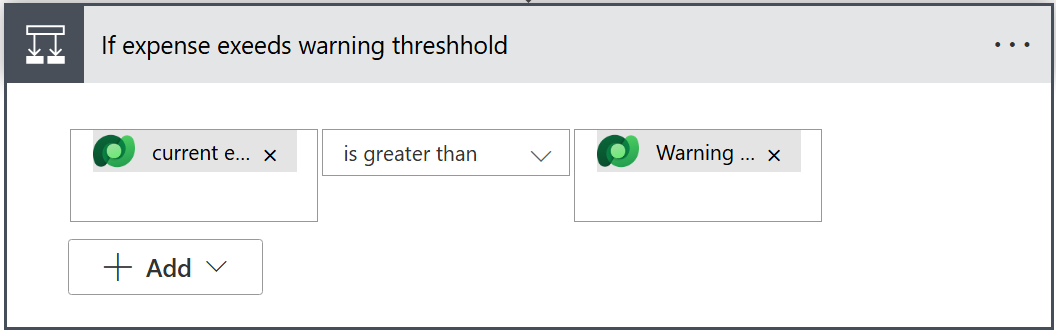 If expense exeeds warning threshhold
current e...
is greater than
Warning ...
Add